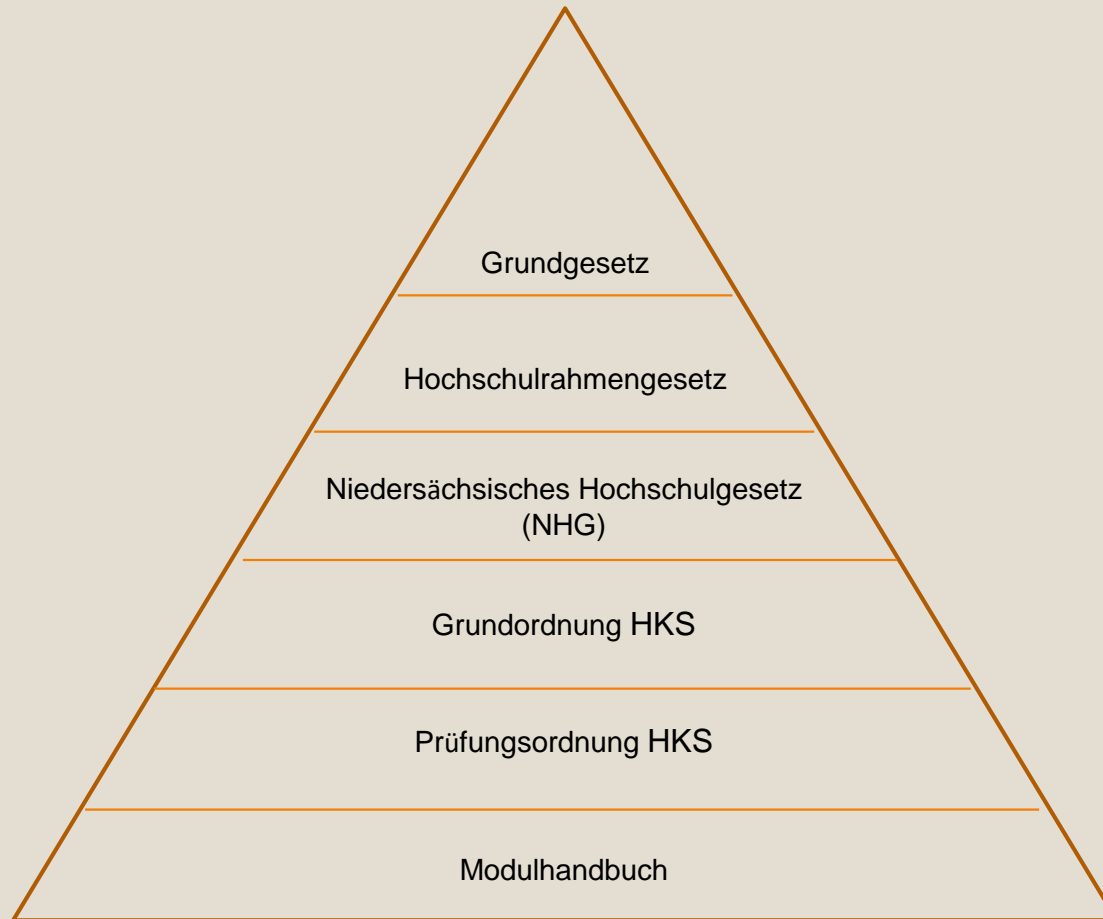 Grundgesetz
Hochschulrahmengesetz
Niedersächsisches Hochschulgesetz
(NHG)
Grundordnung HKS
Prüfungsordnung HKS
Modulhandbuch